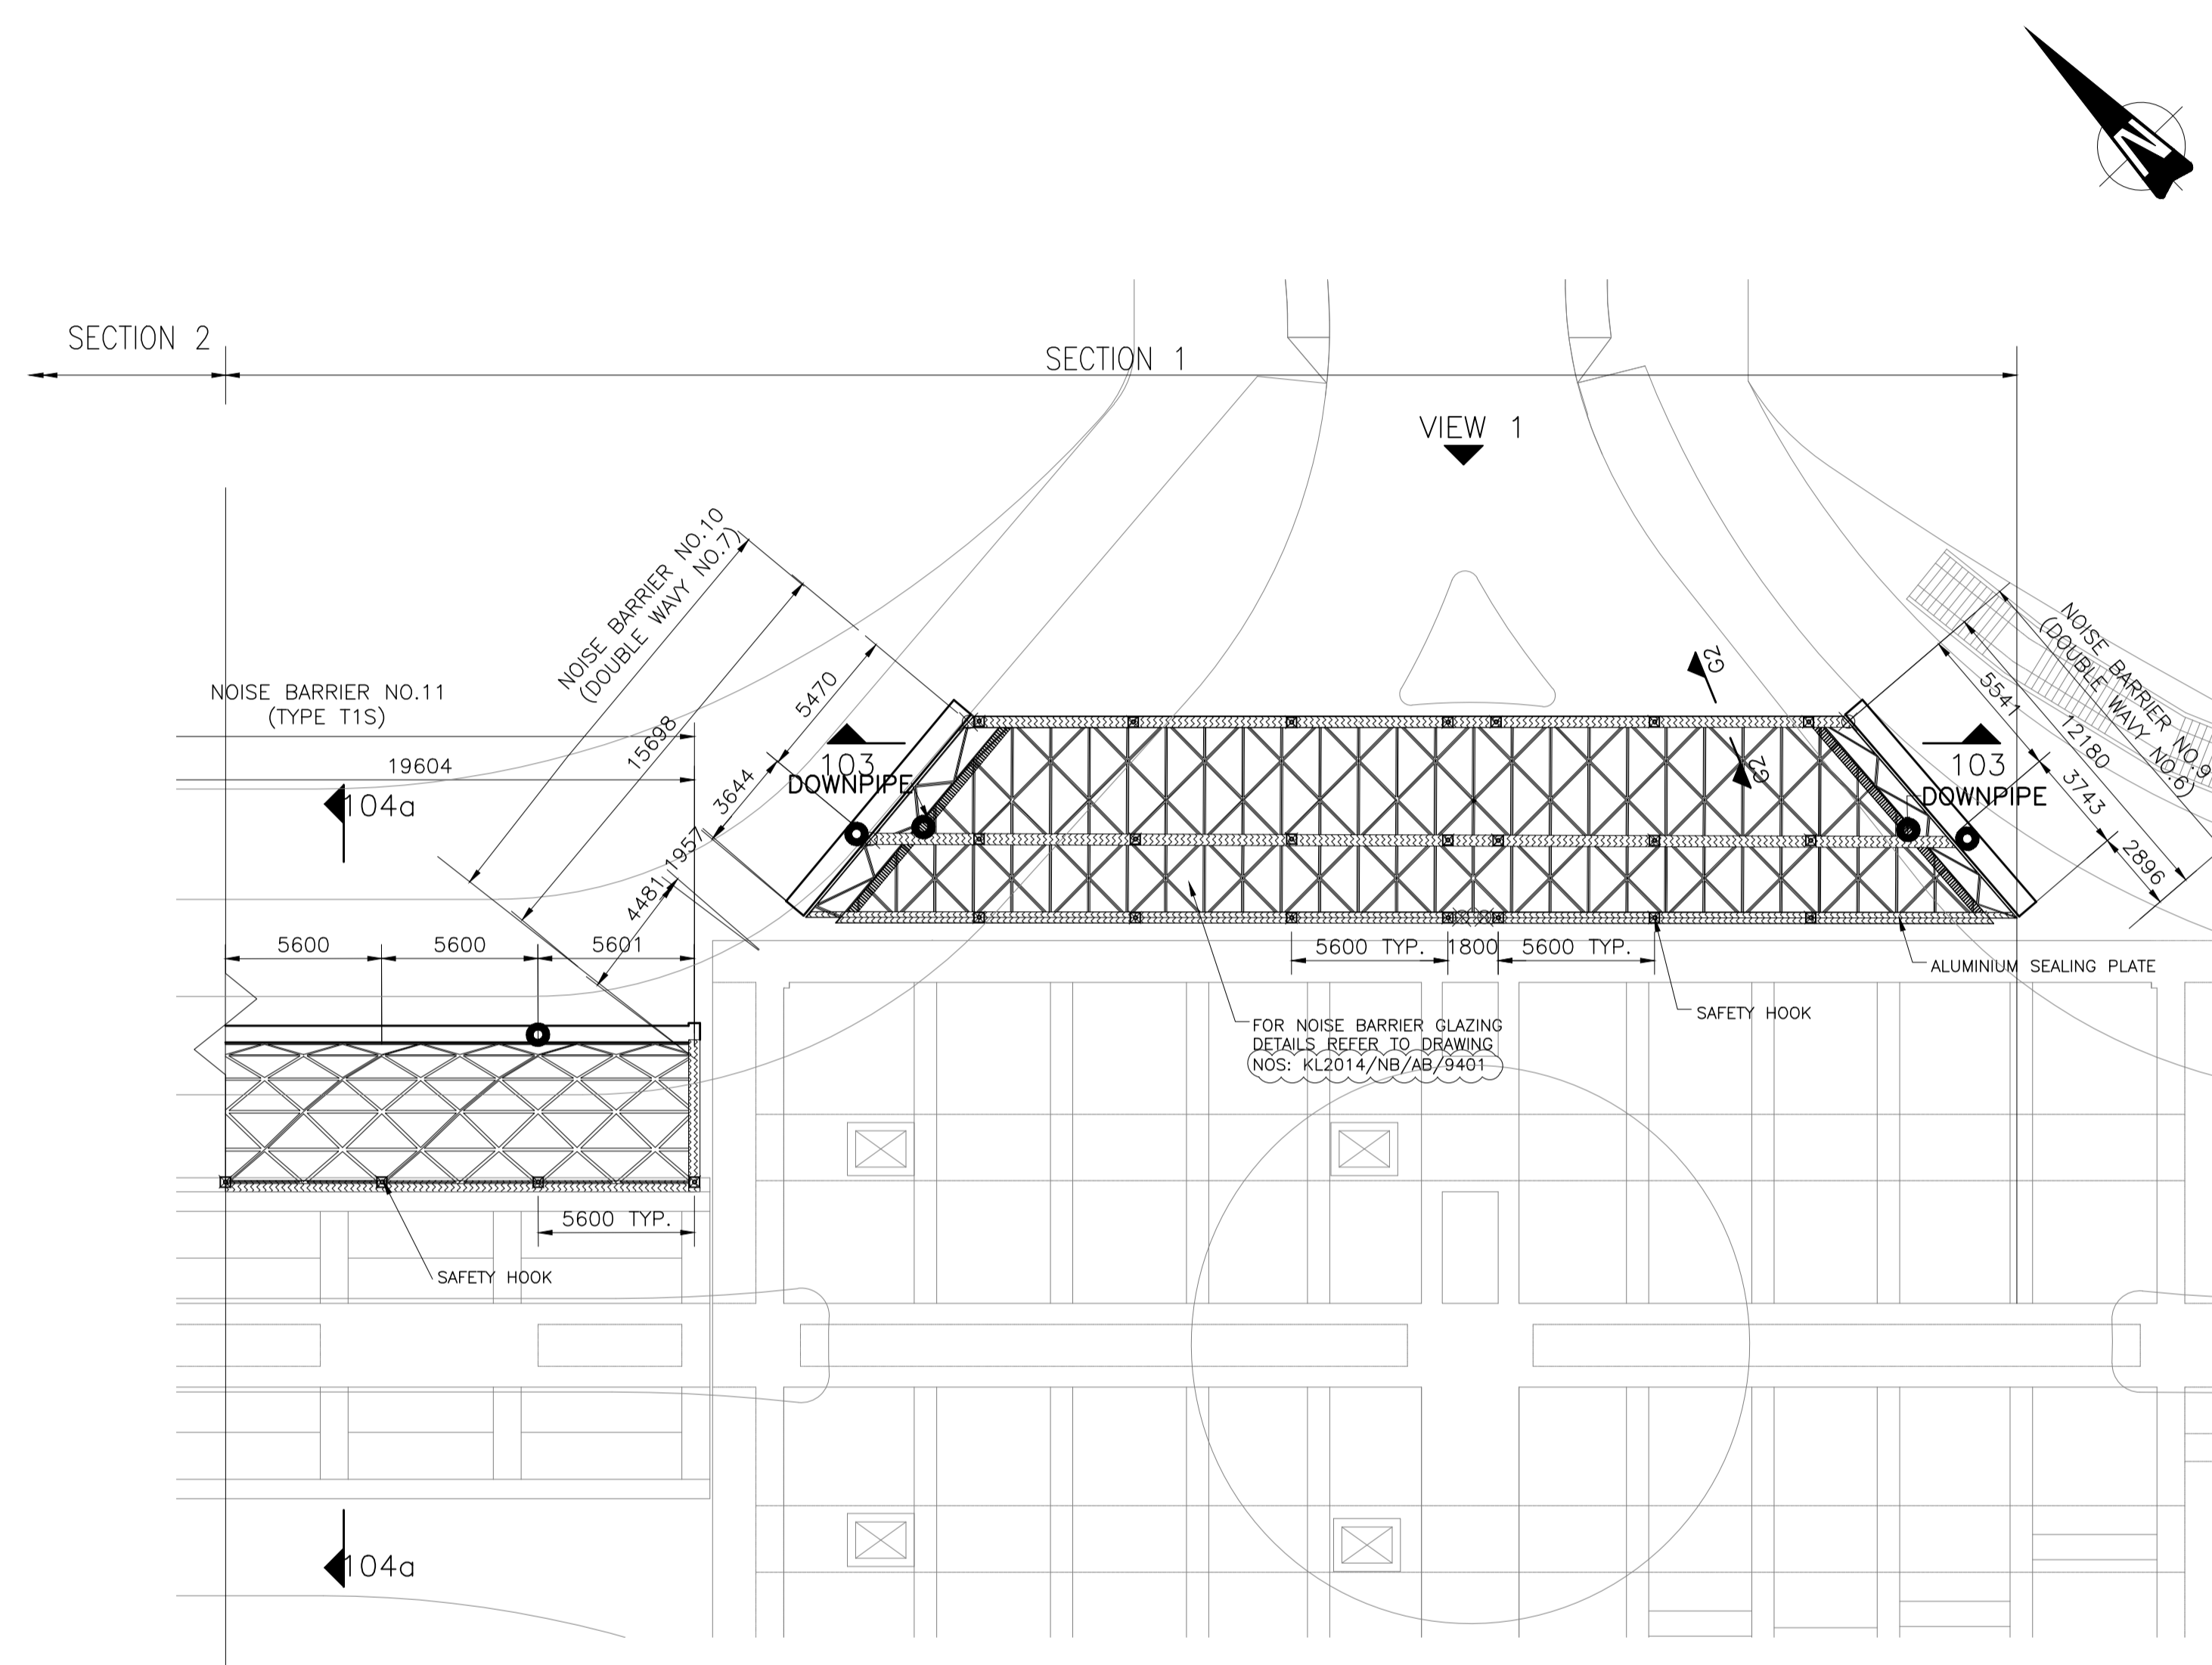 N
SECTION 2
SECTION 1
VIEW 1
NOISE BARRIER NO.10
(DOUBLE WAVY NO.7)
15698
5470
3644
1957
4481
NOISE BARRIER NO.11
(TYPE T1S)
19604
104a
103
DOWNPIPE
G2
G2
NOISE BARRIER NO.9
(DOUBLE WAVY NO.6)
5541
12180
3743
2896
103
DOWNPIPE
5600
5600
5601
5600 TYP.
1800
5600 TYP.
ALUMINIUM SEALING PLATE
SAFETY HOOK
FOR NOISE BARRIER GLAZING
DETAILS REFER TO DRAWING
NOS: KL2014/NB/AB/9401
5600 TYP.
SAFETY HOOK
104a